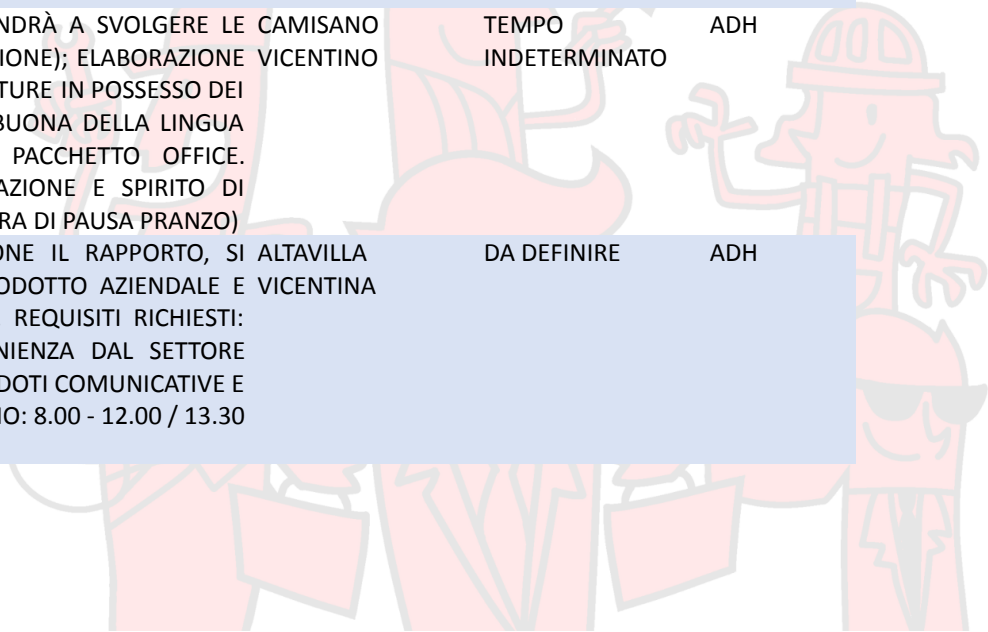 NDRÀ A SVOLGERE LE CAMISANO TEMPO ADH
IONE); ELABORAZIONE VICENTINO INDETERMINATO
TURE IN POSSESSO DEI
BUONA DELLA LINGUA
PACCHETTO OFFICE.
AZIONE E SPIRITO DI
RA DI PAUSA PRANZO)
ONE IL RAPPORTO, SI ALTAVILLA DA DEFINIRE ADH
ODOTTO AZIENDALE E VICENTINA
REQUISITI RICHIESTI:
NIENZA DAL SETTORE
DOTI COMUNICATIVE E
IO: 8.00 - 12.00 / 13.30